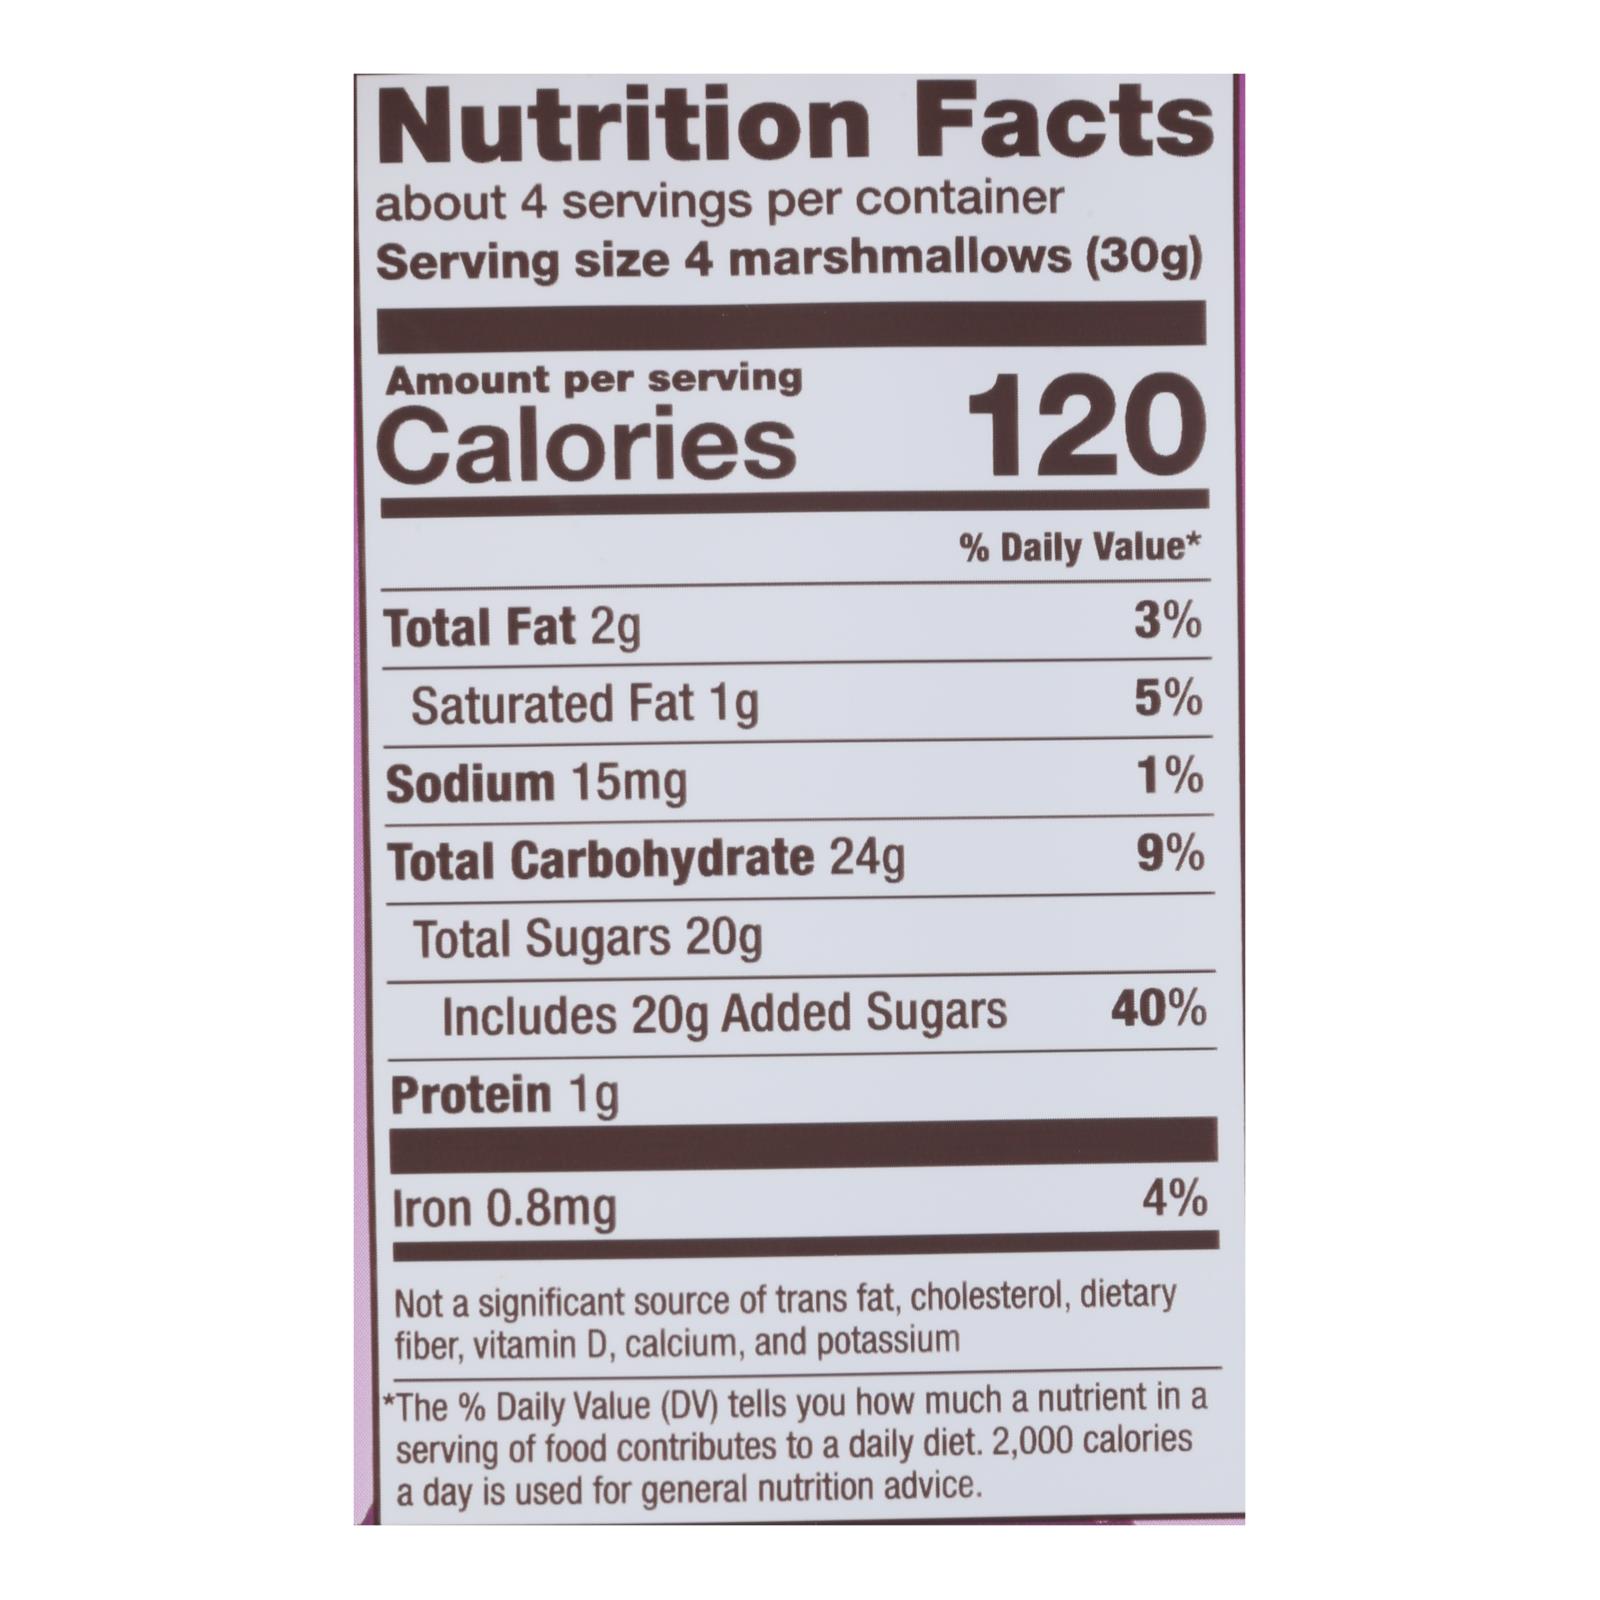 Nutrition Facts
about 4 servings per container
Serving size 4 marshmallows (30g)
Amount per serving
Calories 120
% Daily Value*
Total Fat 2g 3%
Saturated Fat 1g 5%
Sodium 15mg 1%
Total Carbohydrate 24g 9%
Total Sugars 20g
Includes 20g Added Sugars 40%
Protein 1g
Iron 0.8mg 4%
Not a significant source of trans fat, cholesterol, dietary
fiber, vitamin D, calcium, and potassium
*The % Daily Value (DV) tells you how much a nutrient in a
serving of food contributes to a daily diet. 2,000 calories
a day is used for general nutrition advice.